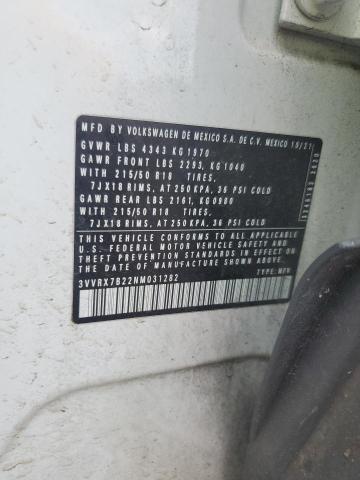 MFD BY VOLKSWAGEN DE MEXICO S.A. DE C.V. MEXICO 10/21
GVWR LBS 4343 KG 1970
GAWR FRONT LBS 2293, KG 1040
WITH 215/50 R18 TIRES,
7JX18 RIMS, AT 250 KPA, 36 PSI COLD
GAWR REAR LBS 2161, KG 0980
WITH 215/50 R18 TIRES,
7JX18 RIMS, AT 250 KPA, 36 PSI COLD
THIS VEHICLE CONFORMS TO ALL APPLICABLE
U.S. FEDERAL MOTOR VEHICLE SAFETY AND
THEFT PREVENTION STANDARDS IN EFFECT ON
THE DATE OF MANUFACTURE SHOWN ABOVE.
3VVRX7B22NM031282 TYPE: MPV